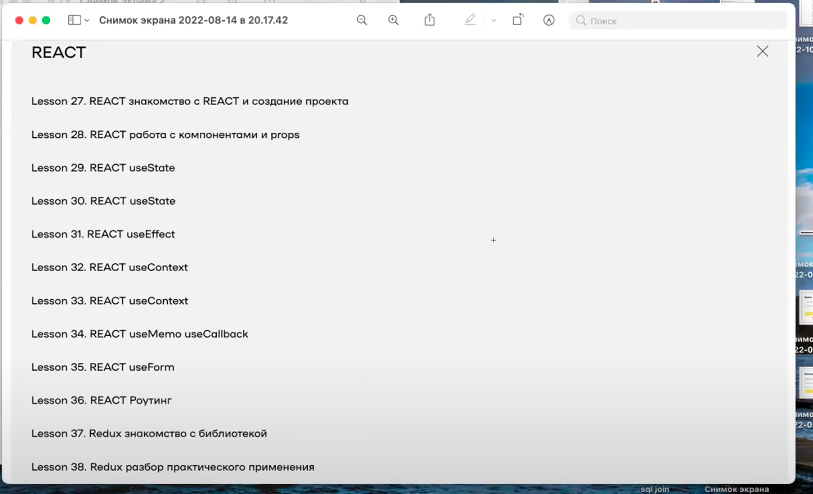 Снимок экрана 2022-08-14 в 20.17.42
Поиск
REACT
Lesson 27. REACT знакомство с REACT и создание проекта
Lesson 28. REACT работа с компонентами и props
Lesson 29. REACT useState
Lesson 30. REACT useState
Lesson 31. REACT useEffect
Lesson 32. REACT useContext
Lesson 33. REACT useContext
Lesson 34. REACT useMemo useCallback
Lesson 35. REACT useForm
Lesson 36. REACT Роутинг
Lesson 37. Redux знакомство с библиотекой
Lesson 38. Redux разбор практического применения
sql join
Снимок экрана